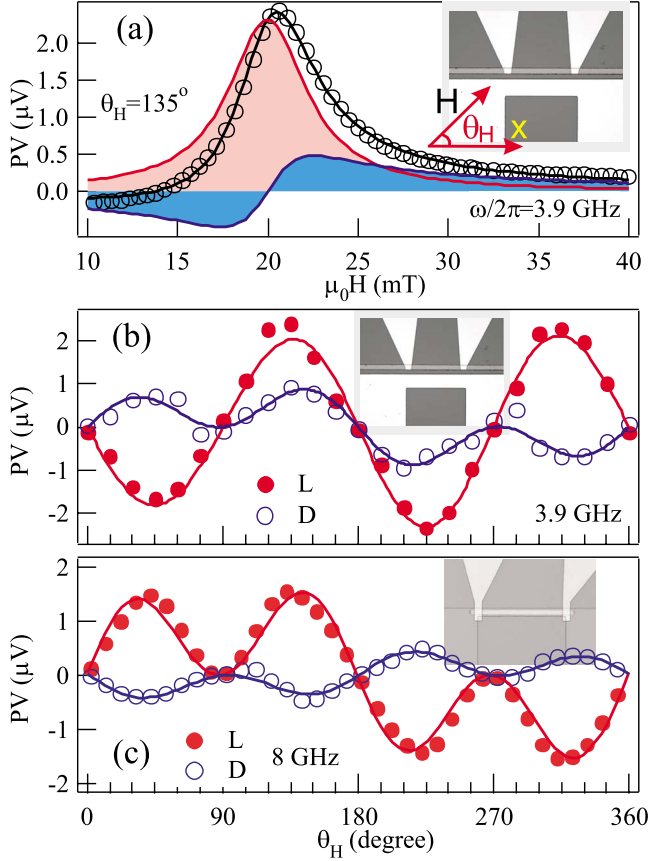 (a)
θH=135°
H
θH
x
ω/2π=3.9 GHz
PV (μV)
2.0
1.5
1.0
0.5
0.0
10
15
20
25
30
35
40
μ0H (mT)
(b)
PV (μV)
2
1
0
-1
-2
L
D
3.9 GHz
PV (μV)
2
1
0
-1
-2
(c)
L
D
8 GHz
0
90
180
270
360
θH (degree)